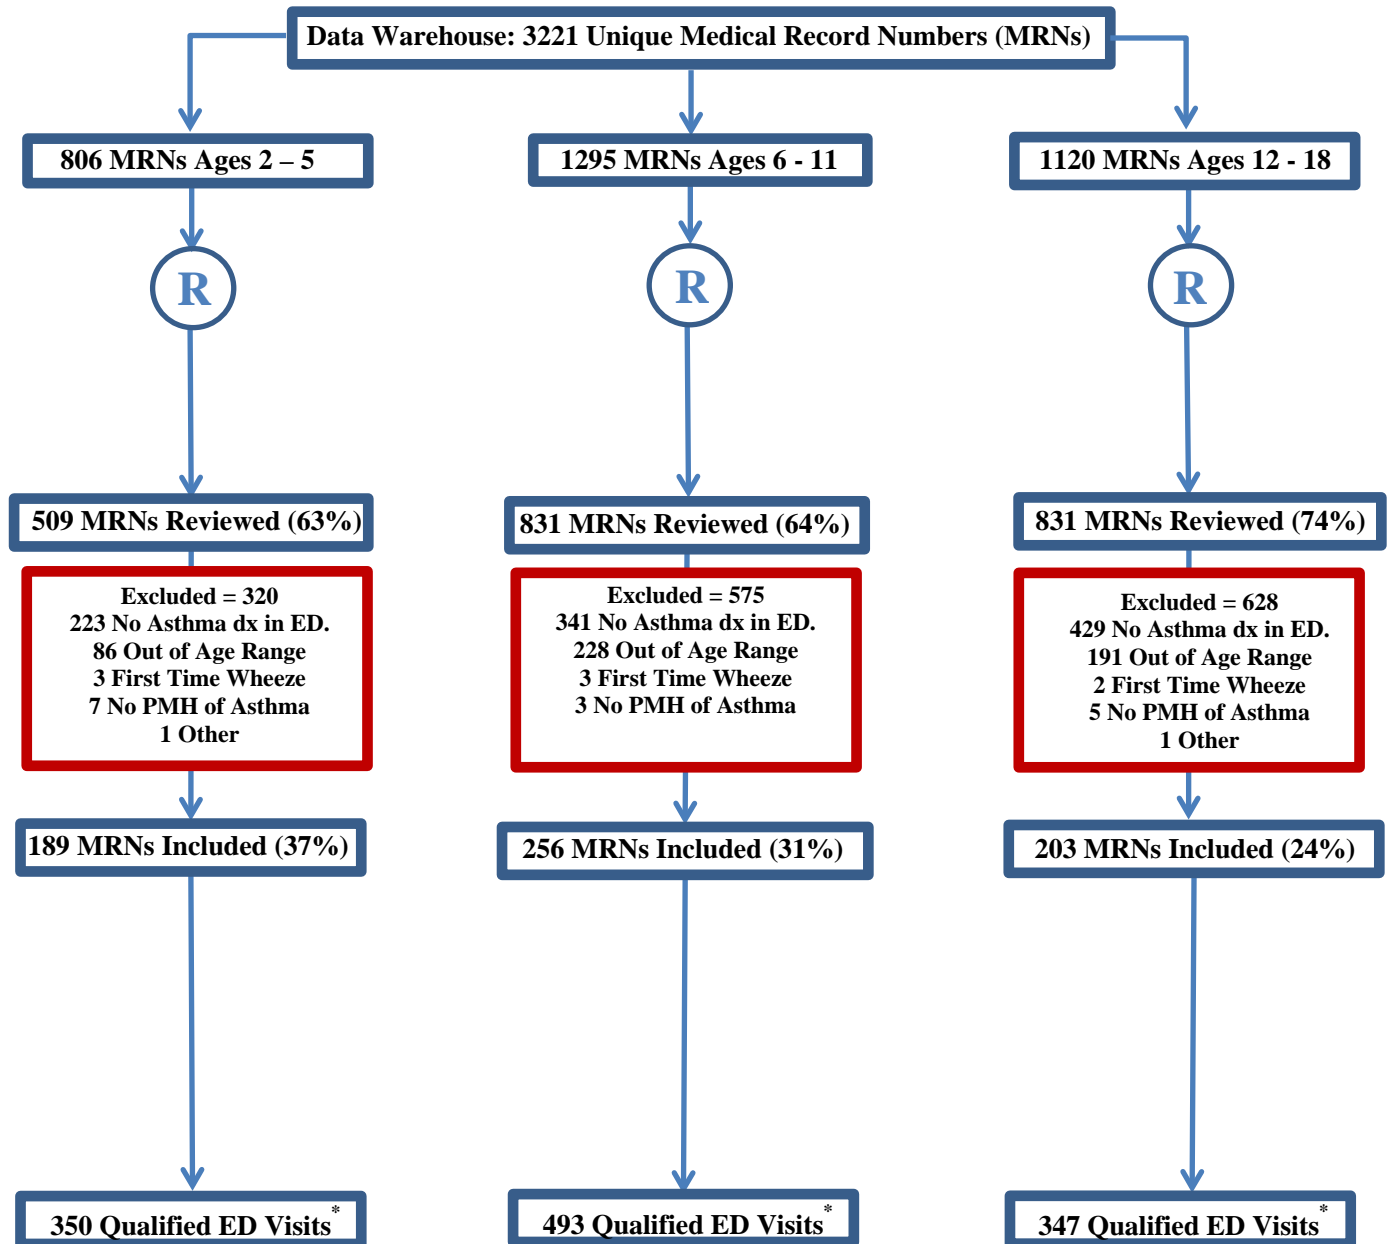 Data Warehouse: 3221 Unique Medical Record Numbers (MRNs)
806 MRNs Ages 2 – 5
1295 MRNs Ages 6 - 11
1120 MRNs Ages 12 - 18
R
R
R
509 MRNs Reviewed (63%)
831 MRNs Reviewed (64%)
831 MRNs Reviewed (74%)
Excluded = 320
223 No Asthma dx in ED.
86 Out of Age Range
3 First Time Wheeze
7 No PMH of Asthma
1 Other
Excluded = 575
341 No Asthma dx in ED.
228 Out of Age Range
3 First Time Wheeze
3 No PMH of Asthma
Excluded = 628
429 No Asthma dx in ED.
191 Out of Age Range
2 First Time Wheeze
5 No PMH of Asthma
1 Other
189 MRNs Included (37%)
256 MRNs Included (31%)
203 MRNs Included (24%)
350 Qualified ED Visits*
493 Qualified ED Visits*
347 Qualified ED Visits*